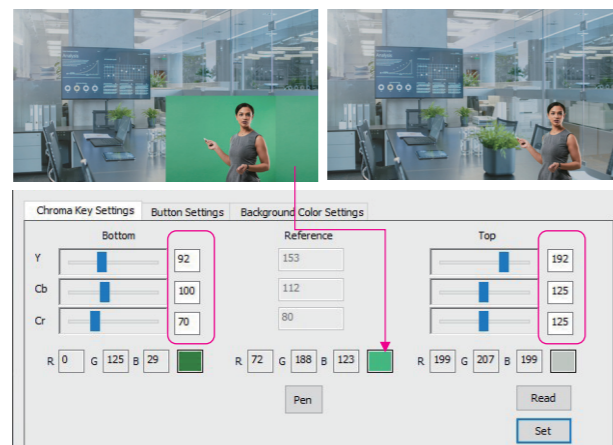 Chroma Key Settings Button Settings Background Color Settings
Bottom Reference Top
Y 92 153 192
Cb 100 112 125
Cr 70 80 125
R 0 G 125 B 29 R 72 G 188 B 123 R 199 G 207 B 199
Pen Read
Set